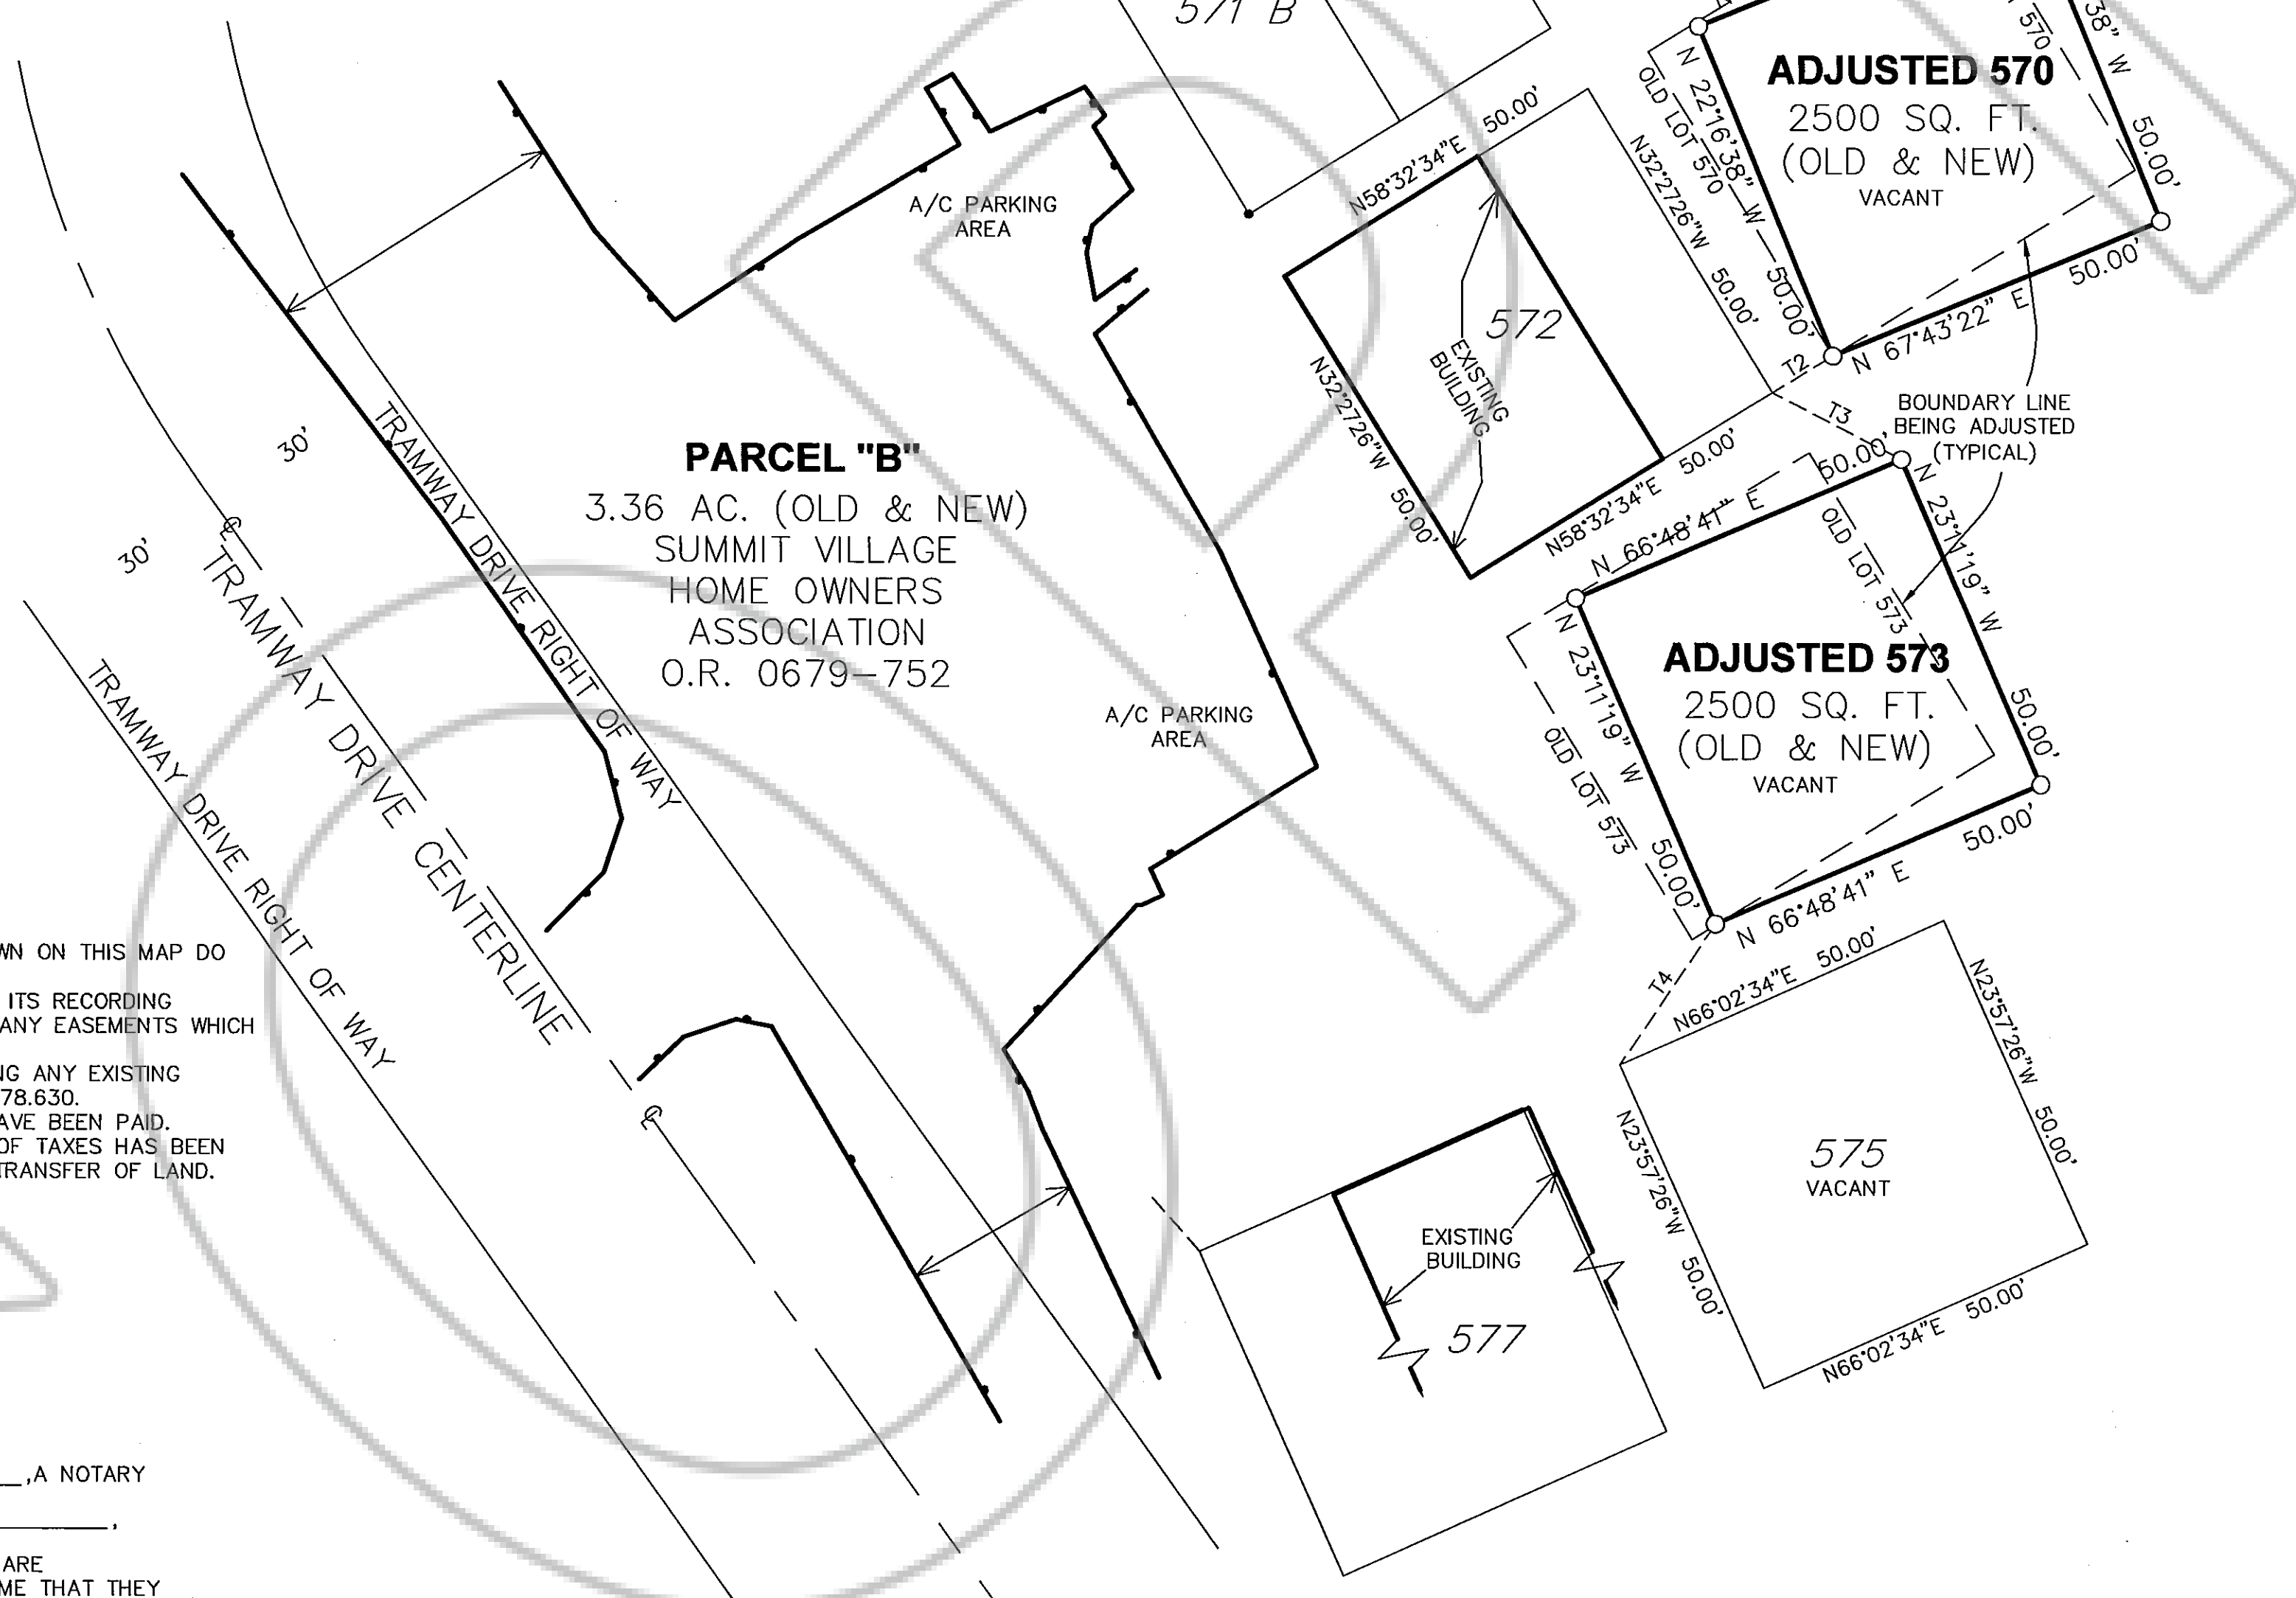 571 B
N58°32'34"E 50.00'
N32°27'26"W 50.00'
572
EXISTING
BUILDING
N32°27'26"W 50.00'
N58°32'34"E 50.00'
570
38" W
50.00'
ADJUSTED 570
2500 SQ. FT.
(OLD & NEW)
VACANT
N 22°16'38" W 50.00'
OLD LOT 570
N 67°43'22" E 50.00'
T2
T3
BOUNDARY LINE
BEING ADJUSTED
(TYPICAL)
A/C PARKING
AREA
30'
30'
TRAMWAY DRIVE RIGHT OF WAY
℄
TRAMWAY DRIVE CENTERLINE
℄
TRAMWAY DRIVE RIGHT OF WAY
PARCEL "B"
3.36 AC. (OLD & NEW)
SUMMIT VILLAGE
HOME OWNERS
ASSOCIATION
O.R. 0679-752
A/C PARKING
AREA
N 66°48'41" E 50.00'
N 23°11'19" W 50.00'
OLD LOT 573
ADJUSTED 573
2500 SQ. FT.
(OLD & NEW)
VACANT
N 23°11'19" W 50.00'
OLD LOT 573
N 66°48'41" E 50.00'
T4
N66°02'34"E 50.00'
N23°57'26"W 50.00'
575
VACANT
N23°57'26"W 50.00'
N66°02'34"E 50.00'
EXISTING
BUILDING
577
WN ON THIS MAP DO
ITS RECORDING
ANY EASEMENTS WHICH
NG ANY EXISTING
78.630.
AVE BEEN PAID.
OF TAXES HAS BEEN
TRANSFER OF LAND.
,A NOTARY
,
ARE
ME THAT THEY